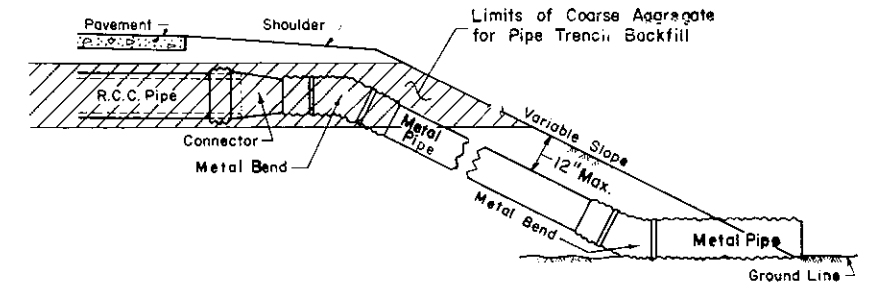 Limits of Coarse Aggregate
for Pipe Trench Backfill
Pavement
Shoulder
R.C.C. Pipe
Connector
Metal Bend
Metal
Pipe
Variable Slope
12" Max.
Metal Bend
Metal Pipe
Ground Line